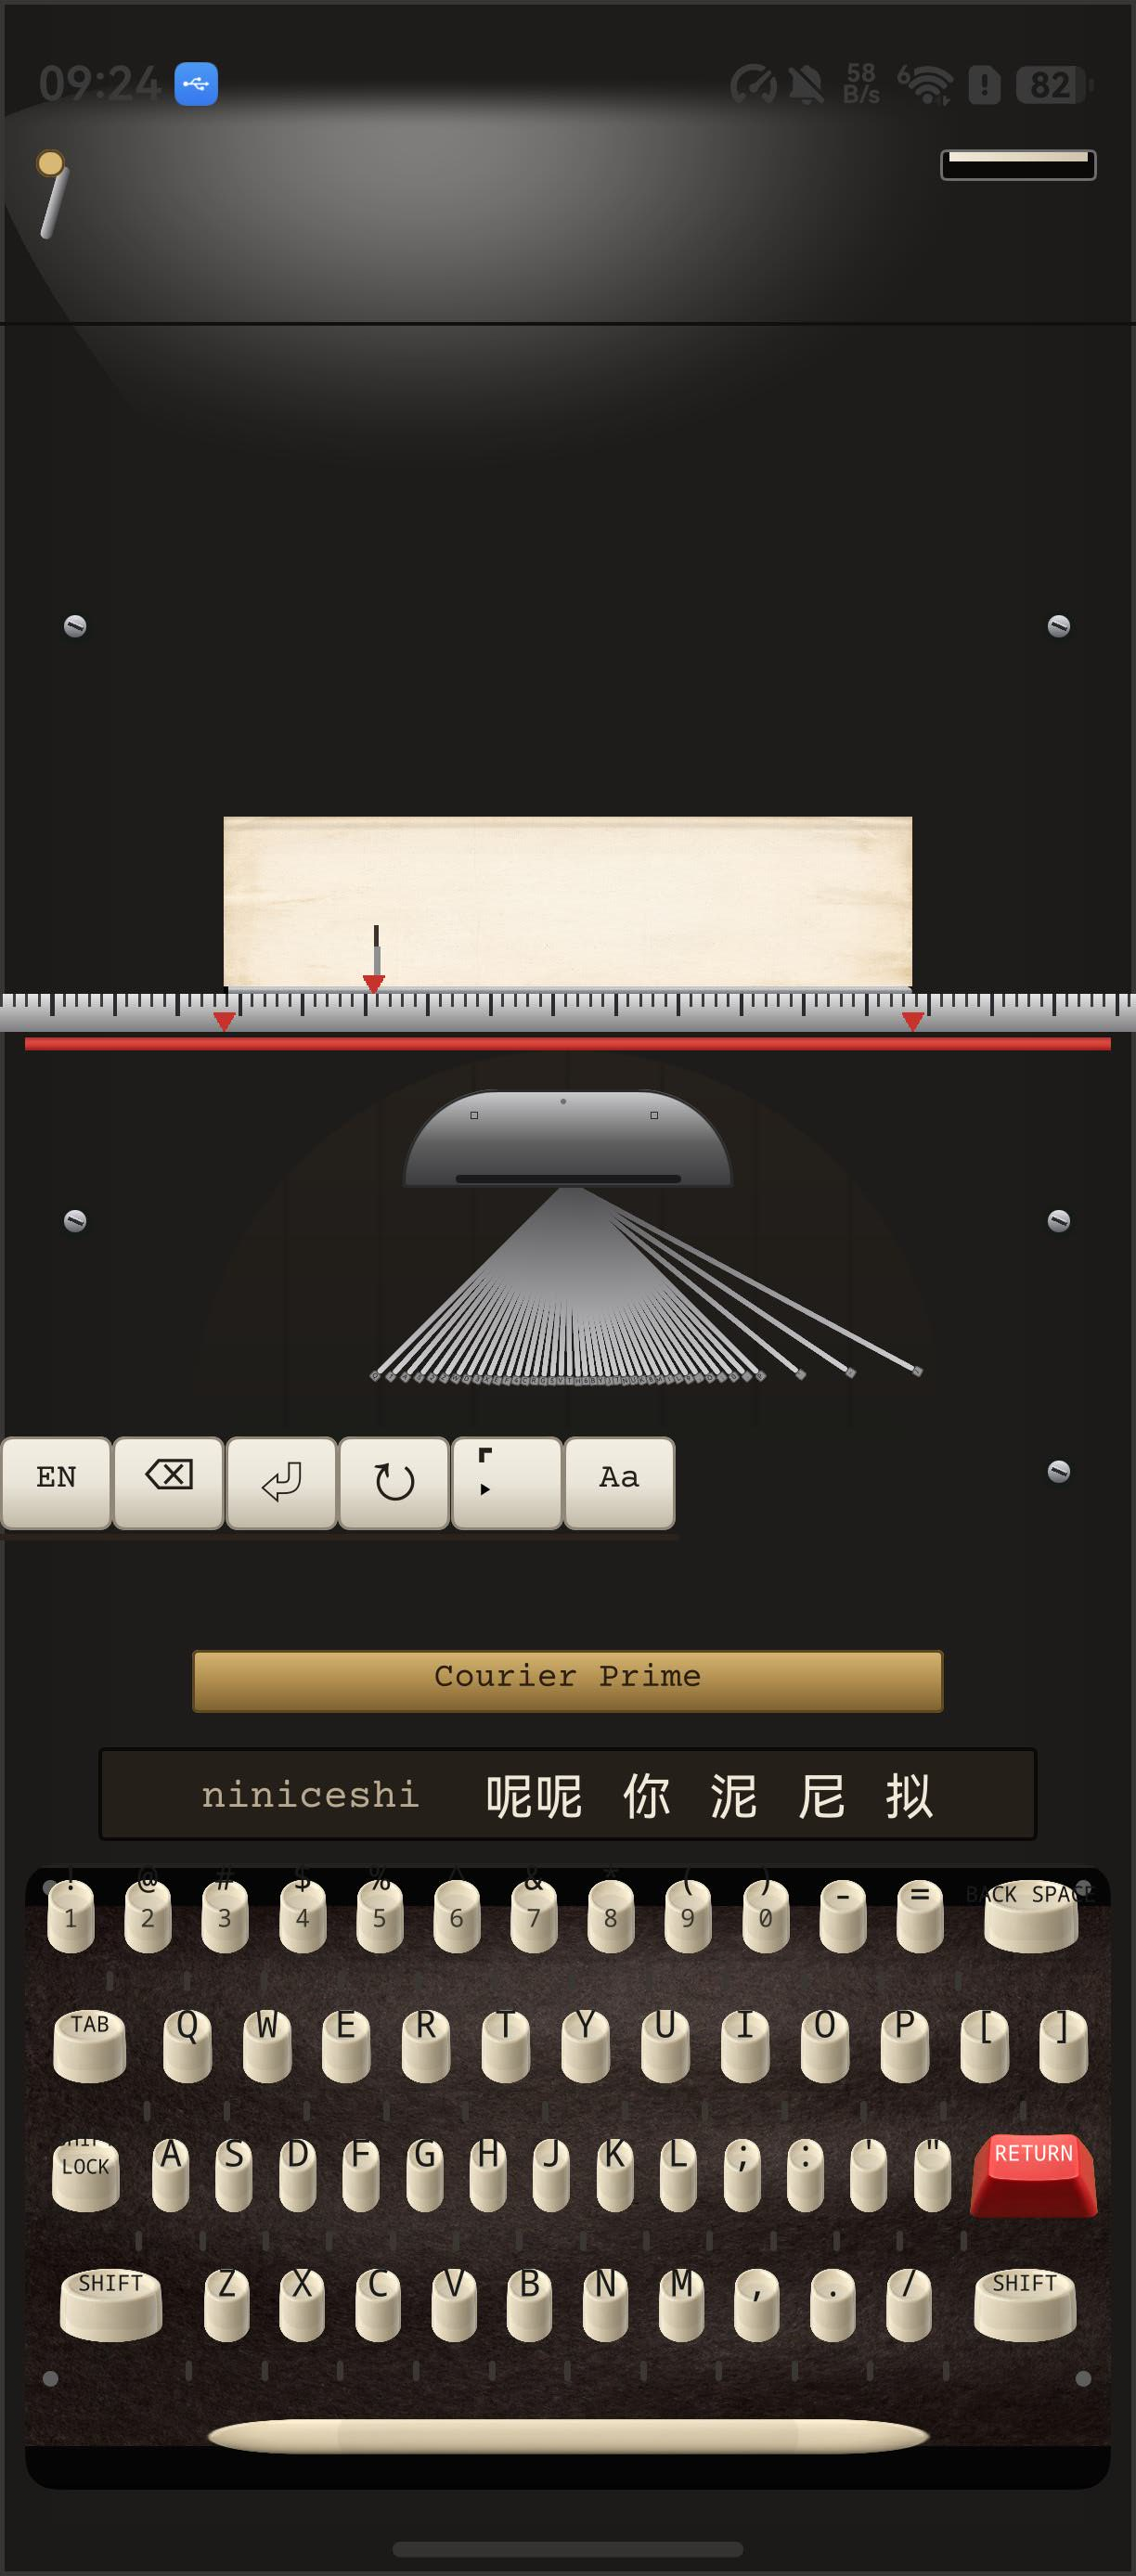 09:24 58 B/s 6 82
EN Aa
Courier Prime
niniceshi 呢呢 你 泥 尼 拟
! @ # $ % ^ & * ( ) - = BACK SPACE
1 2 3 4 5 6 7 8 9 0
TAB Q W E R T Y U I O P [ ]
LOCK A S D F G H J K L ; : ' " RETURN
SHIFT Z X C V B N M , . / SHIFT